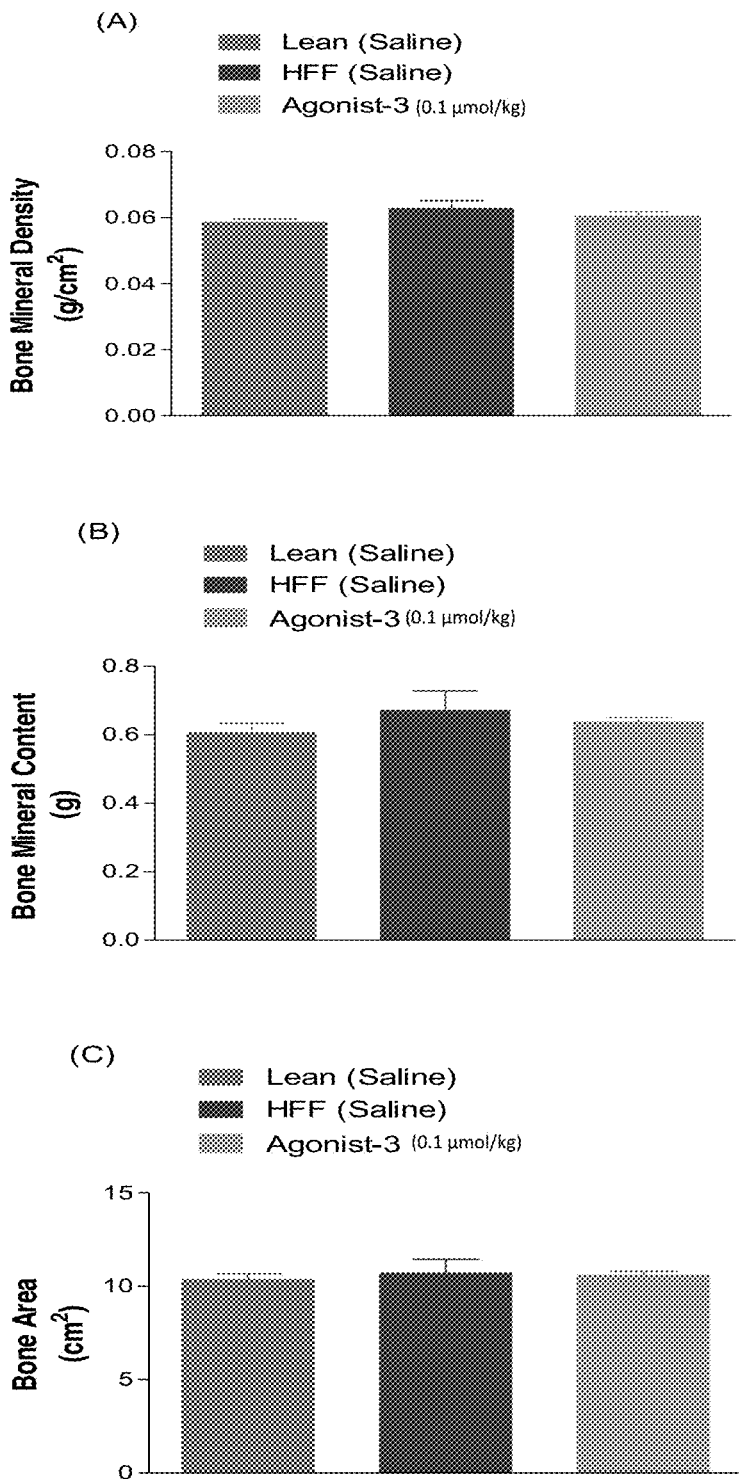 (A)
Lean (Saline)
HFF (Saline)
Agonist-3 (0.1 µmol/kg)
Bone Mineral Density
(g/cm²)
0.08
0.06
0.04
0.02
0.00
(B)
Lean (Saline)
HFF (Saline)
Agonist-3 (0.1 µmol/kg)
Bone Mineral Content
(g)
0.8
0.6
0.4
0.2
0.0
(C)
Lean (Saline)
HFF (Saline)
Agonist-3 (0.1 µmol/kg)
Bone Area
(cm²)
15
10
5
0